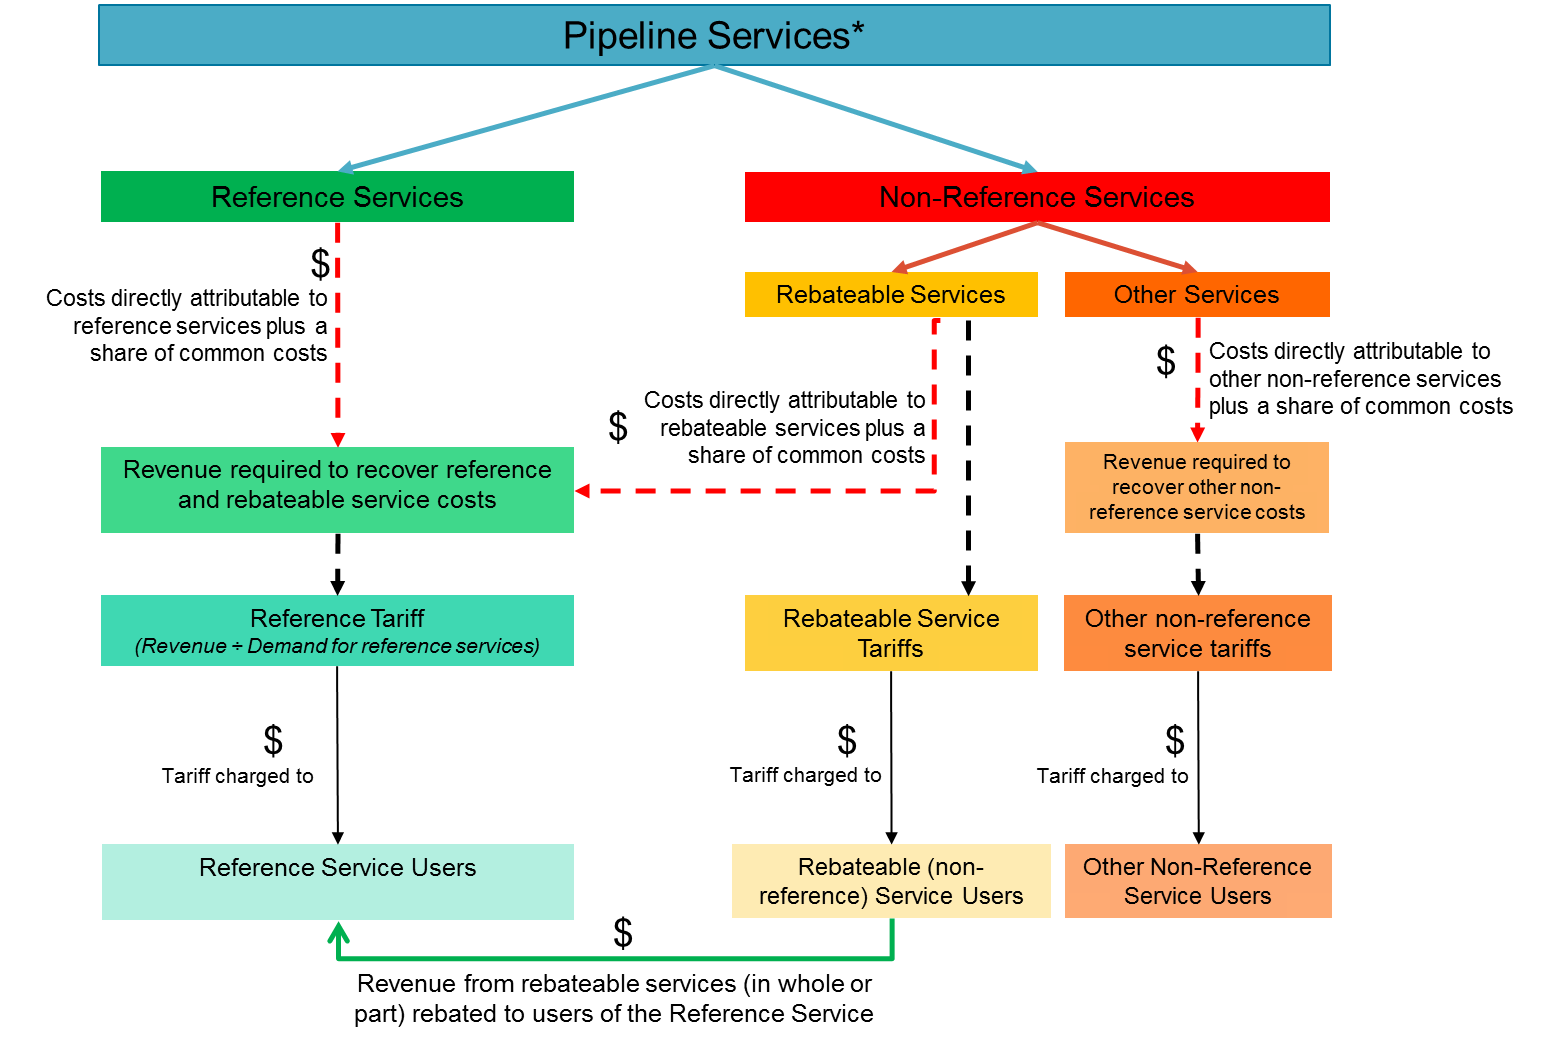 Pipeline Services*
Reference Services
Non-Reference Services
$
Costs directly attributable to
reference services plus a
share of common costs
Rebateable Services
Other Services
$
Costs directly attributable to
other non-reference services
plus a share of common costs
$
Costs directly attributable to
rebateable services plus a
share of common costs
Revenue required to recover reference
and rebateable service costs
Revenue required to
recover other non-
reference service costs
Reference Tariff
(Revenue ÷ Demand for reference services)
Rebateable Service
Tariffs
Other non-reference
service tariffs
$
Tariff charged to
$
Tariff charged to
$
Tariff charged to
Reference Service Users
Rebateable (non-
reference) Service Users
Other Non-Reference
Service Users
$
Revenue from rebateable services (in whole or
part) rebated to users of the Reference Service